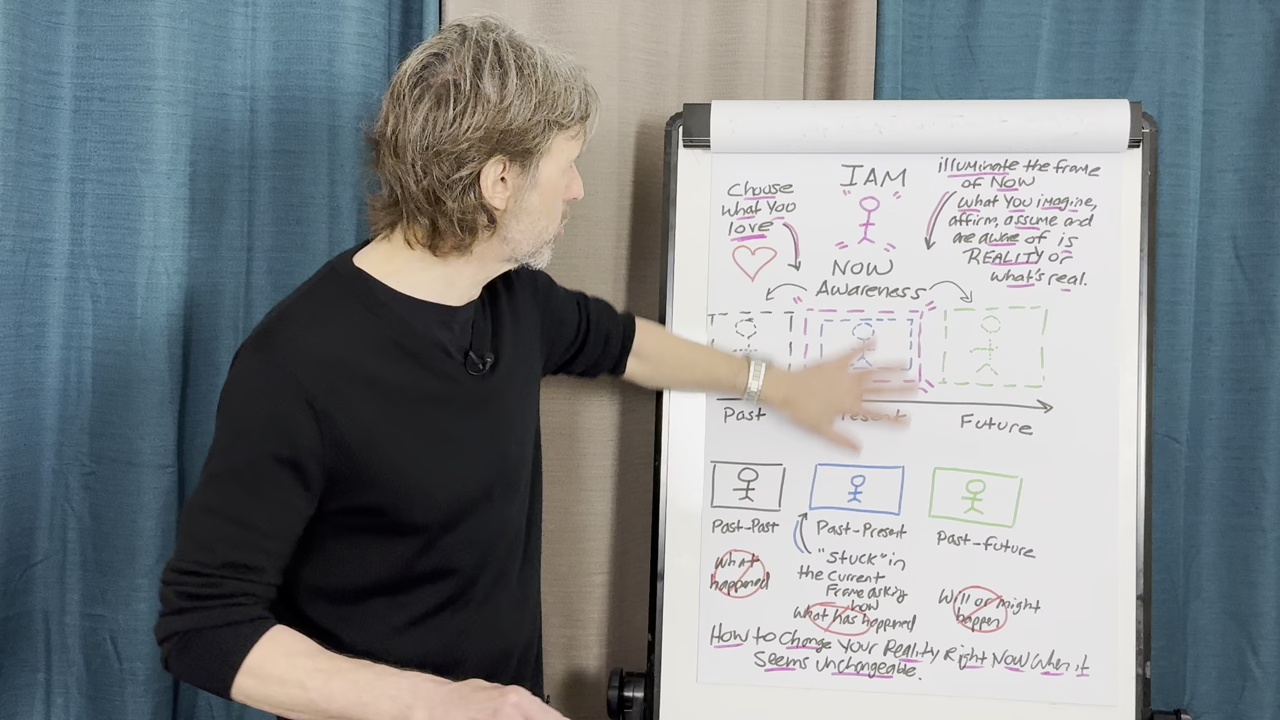 I AM
Choose
what you
love
illuminate the frame
of Now
what you imagine,
affirm, assume and
are aware of is
REALITY or
what's real.
NOW
Awareness
Past
Present
Future
Past-Past
Past-Present
Past-Future
what
happened
"Stuck" in
the current
Frame asking
how
what has happened
Will or might
happen
How to Change Your Reality Right Now when it
Seems Unchangeable.